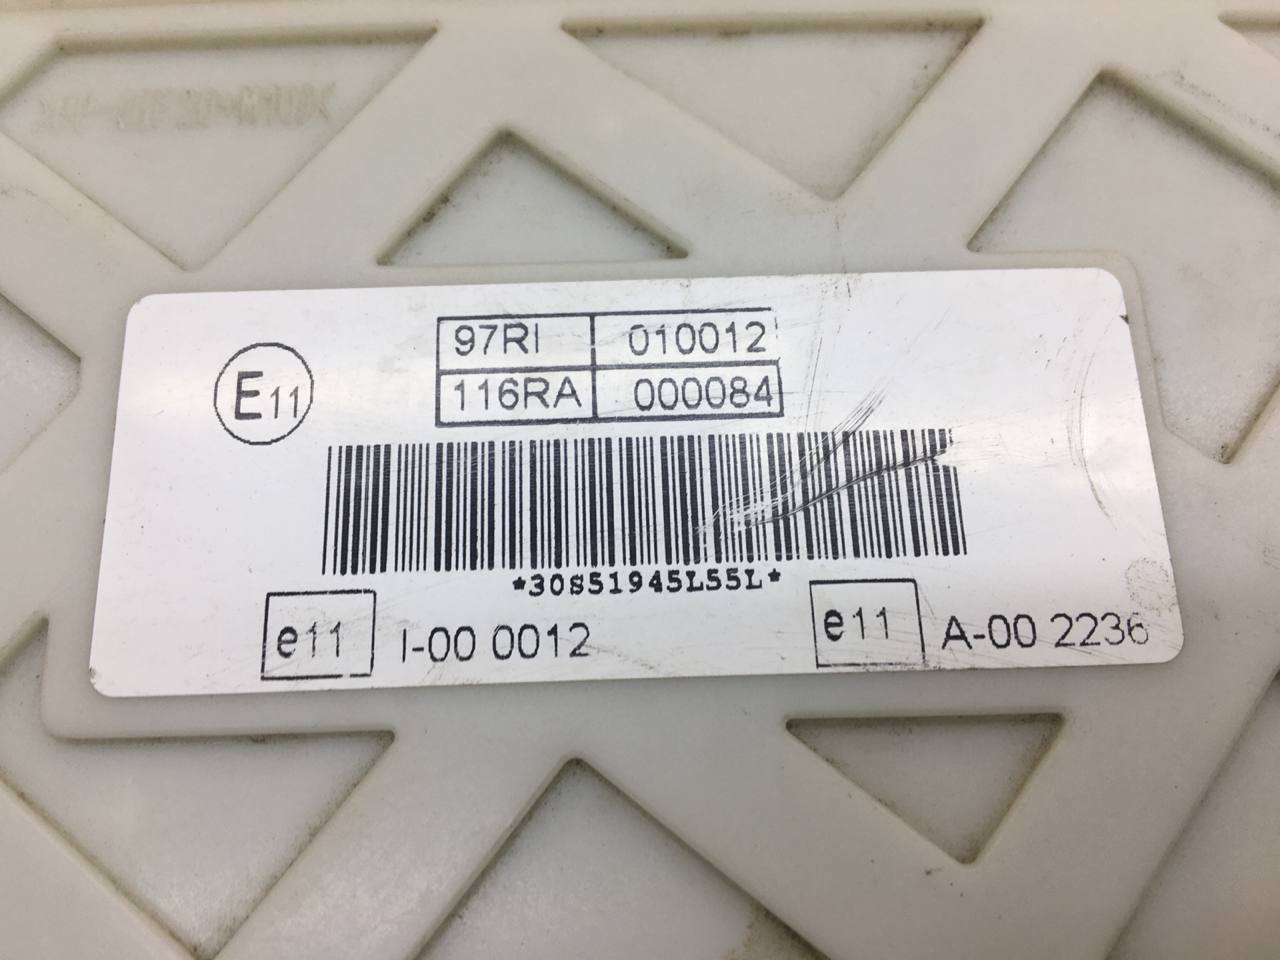 E11
97RI 010012
116RA 000084
*30S51945L55L*
e11 I-00 0012
e11 A-00 2236